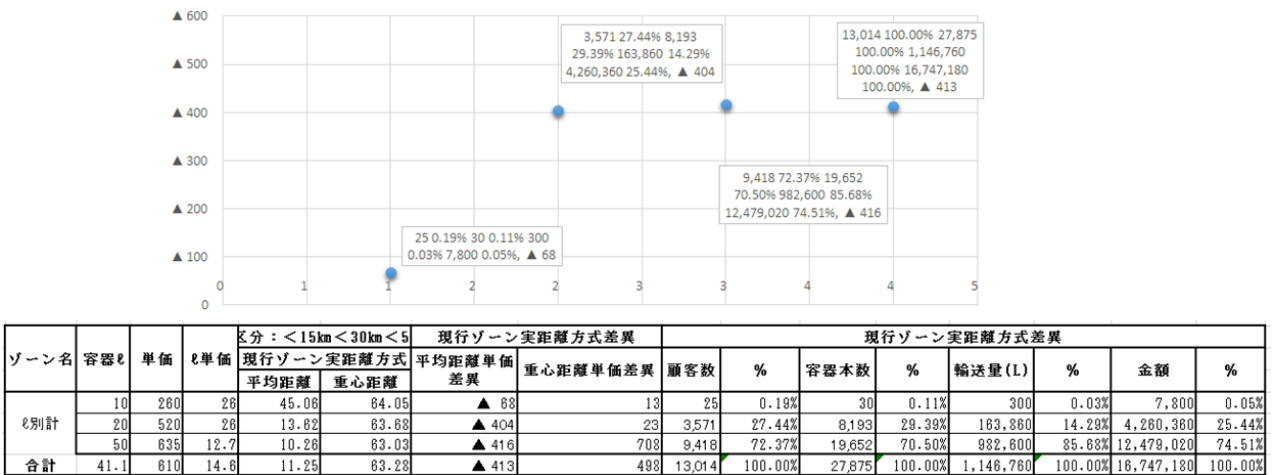 ▲ 600
▲ 500
▲ 400
▲ 300
▲ 200
▲ 100
0
0 1 1 2 2 3 3 4 4 5
3,571 27.44% 8,193
29.39% 163,860 14.29%
4,260,360 25.44%, ▲ 404
13,014 100.00% 27,875
100.00% 1,146,760
100.00% 16,747,180
100.00%, ▲ 413
9,418 72.37% 19,652
70.50% 982,600 85.68%
12,479,020 74.51%, ▲ 416
25 0.19% 30 0.11% 300
0.03% 7,800 0.05%, ▲ 68
ゾーン名 容器ℓ 単価 ℓ単価 区分：＜15km＜30km＜5 現行ゾーン実距離方式差異 現行ゾーン実距離方式差異
現行ゾーン実距離方式 平均距離単価差異 重心距離単価差異 顧客数 % 容器本数 % 輸送量(L) % 金額 %
平均距離 重心距離
ℓ別計 10 260 26 45.06 64.05 ▲ 68 13 25 0.19% 30 0.11% 300 0.03% 7,800 0.05%
20 520 26 13.62 63.68 ▲ 404 23 3,571 27.44% 8,193 29.39% 163,860 14.29% 4,260,360 25.44%
50 635 12.7 10.26 63.03 ▲ 416 708 9,418 72.37% 19,652 70.50% 982,600 85.68% 12,479,020 74.51%
合計 41.1 610 14.6 11.25 63.28 ▲ 413 498 13,014 100.00% 27,875 100.00% 1,146,760 100.00% 16,747,180 100.00%